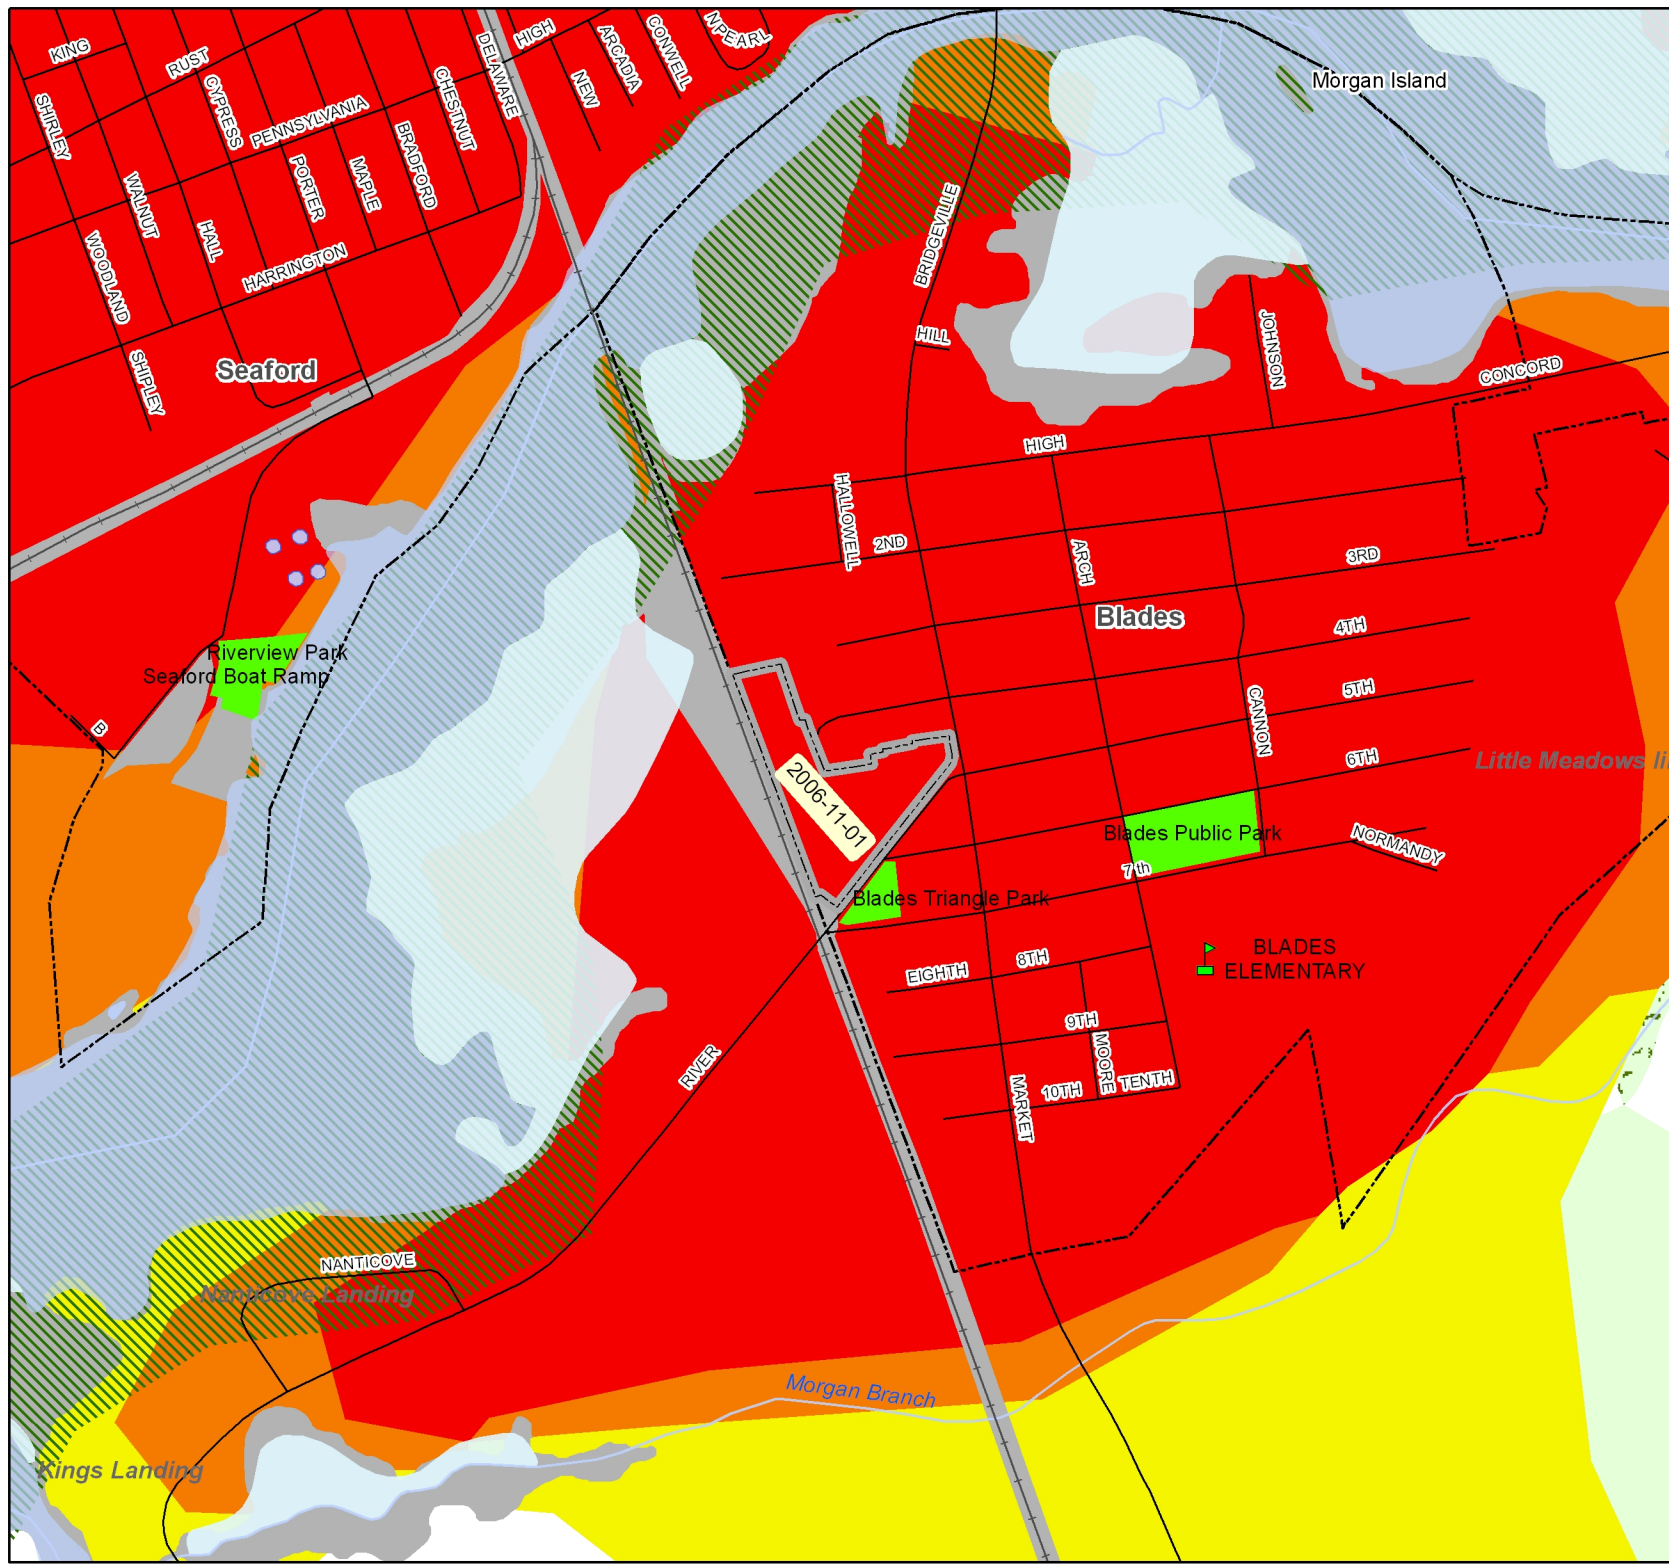 KING
RUST
SHIRLEY
CYPRESS
PENNSYLVANIA
CHESTNUT
DELAWARE
HIGH
NEW
ARCADIA
CONWELL
N PEARL
Morgan Island
WALNUT
PORTER
MAPLE
BRADFORD
WOODLAND
HALL
HARRINGTON
BRIDGEVILLE
SHIPLEY
Seaford
HILL
JOHNSON
CONCORD
HIGH
HALLOWELL
2ND
ARCH
3RD
Blades
4TH
Riverview Park
Seaford Boat Ramp
B
5TH
CANNON
6TH
Little Meadows
2006-11-01
Blades Public Park
NORMANDY
7 th
Blades Triangle Park
EIGHTH
8TH
BLADES
ELEMENTARY
9TH
MOORE
RIVER
10TH
TENTH
MARKET
NANTICOVE
Nanticove Landing
Morgan Branch
Kings Landing